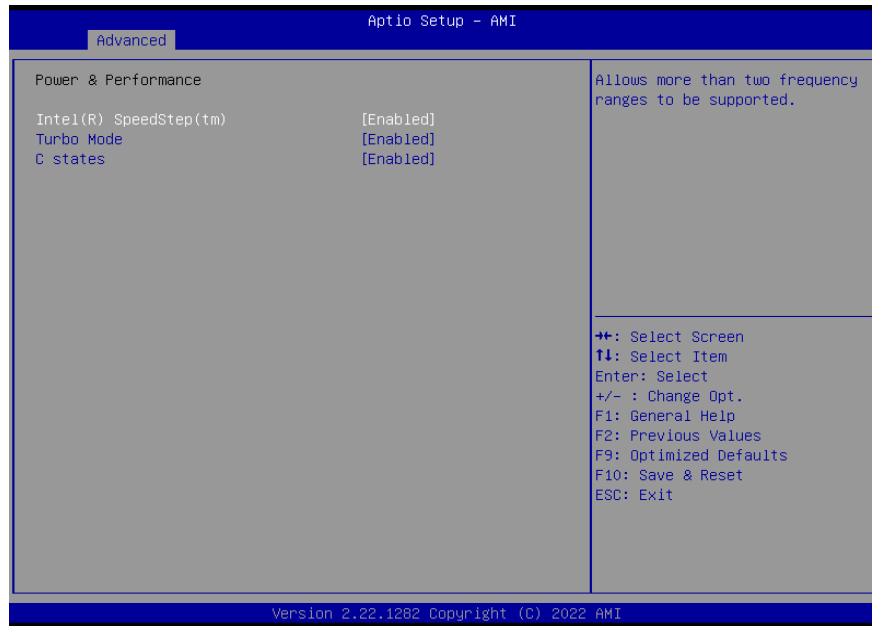 Aptio Setup – AMI
Advanced
Power & Performance
Intel(R) SpeedStep(tm) [Enabled]
Turbo Mode [Enabled]
C states [Enabled]
Allows more than two frequency
ranges to be supported.
→←: Select Screen
↑↓: Select Item
Enter: Select
+/- : Change Opt.
F1: General Help
F2: Previous Values
F9: Optimized Defaults
F10: Save & Reset
ESC: Exit
Version 2.22.1282 Copyright (C) 2022 AMI